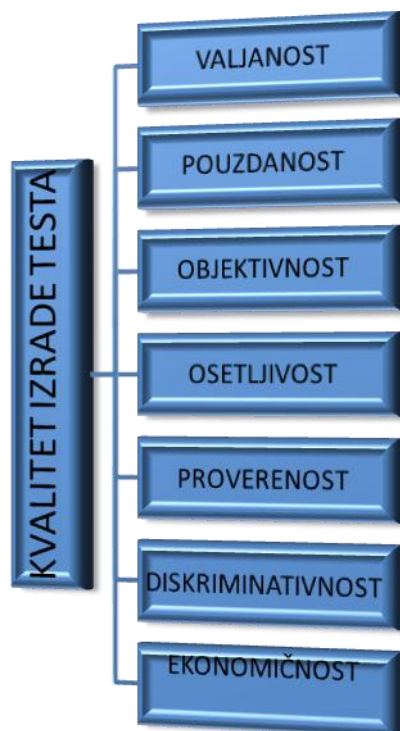 KVALITET IZRADE TESTA
VALJANOST
POUZDANOST
OBJEKTIVNOST
OSETLJIVOST
PROVERENOST
DISKRIMINATIVNOST
EKONOMIČNOST